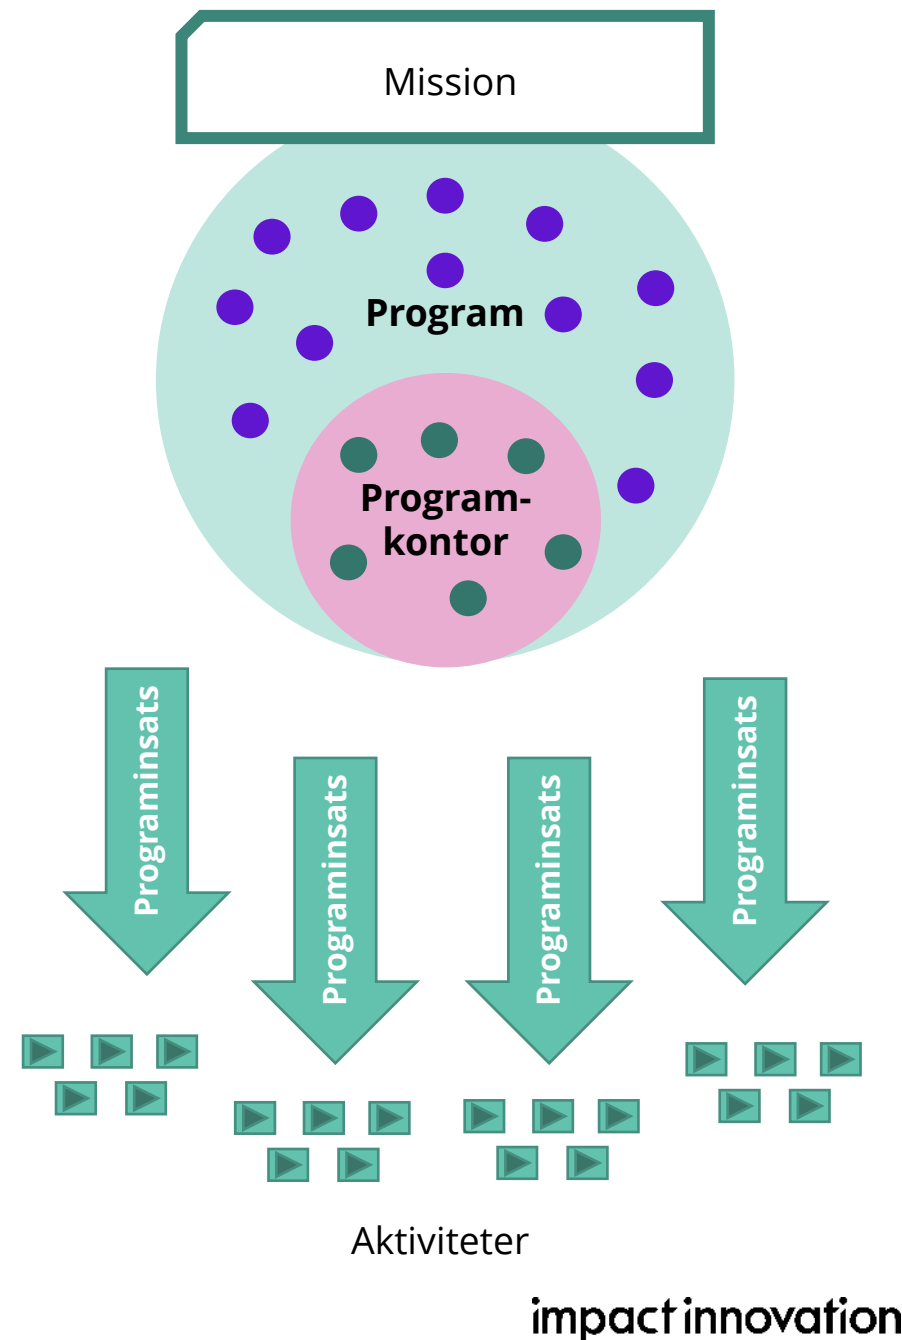 Mission
Program
Program-
kontor
Programinsats
Programinsats
Programinsats
Programinsats
Aktiviteter
impact innovation